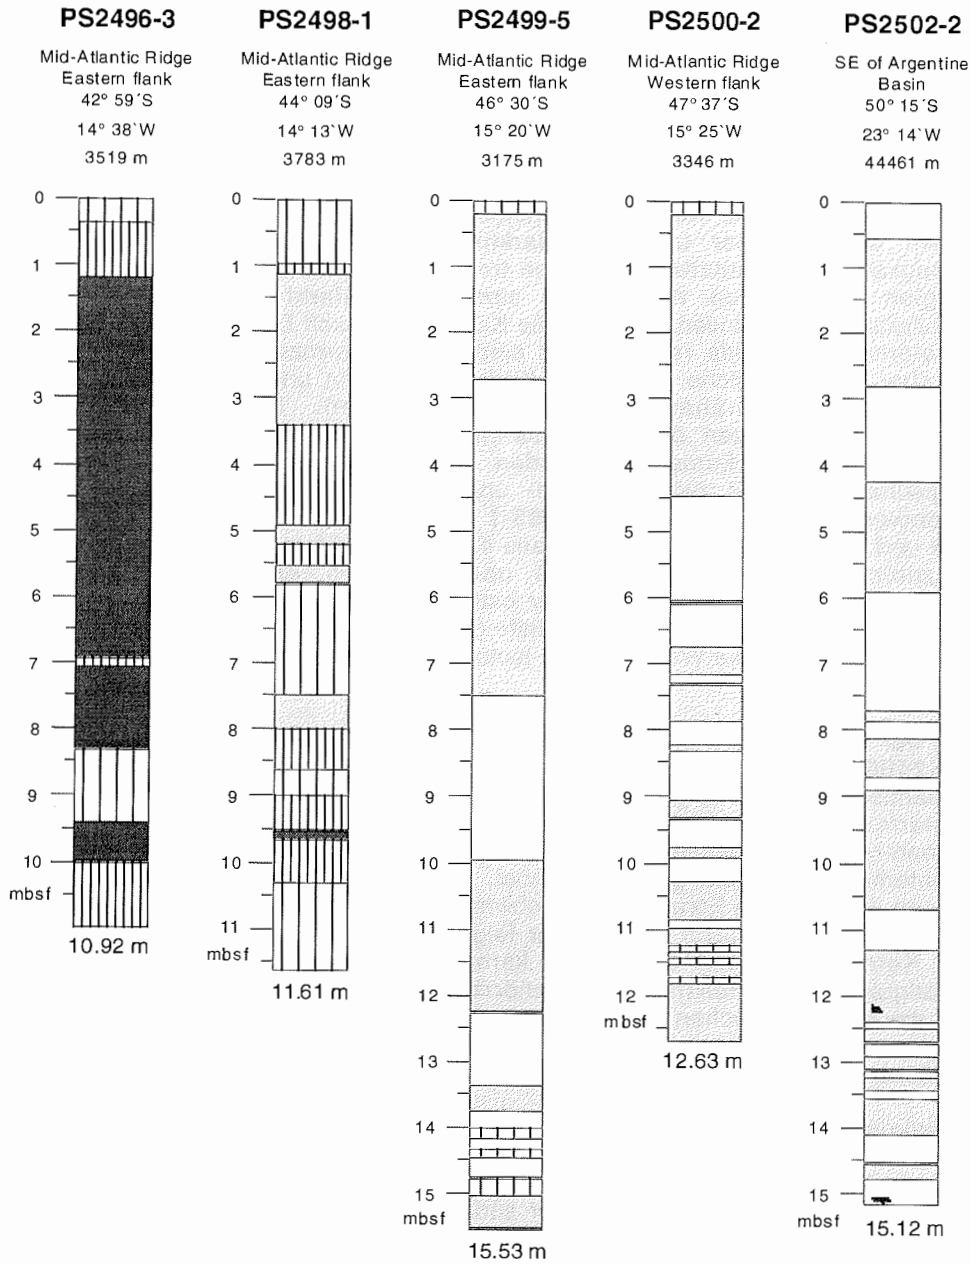 PS2496-3
Mid-Atlantic Ridge
Eastern flank
42° 59´S
14° 38`W
3519 m
0
1
2
3
4
5
6
7
8
9
10
mbsf
10.92 m
PS2498-1
Mid-Atlantic Ridge
Eastern flank
44° 09´S
14° 13`W
3783 m
0
1
2
3
4
5
6
7
8
9
10
11
mbsf
11.61 m
PS2499-5
Mid-Atlantic Ridge
Eastern flank
46° 30´S
15° 20`W
3175 m
0
1
2
3
4
5
6
7
8
9
10
11
12
13
14
15
mbsf
15.53 m
PS2500-2
Mid-Atlantic Ridge
Western flank
47° 37´S
15° 25`W
3346 m
0
1
2
3
4
5
6
7
8
9
10
11
12
mbsf
12.63 m
PS2502-2
SE of Argentine
Basin
50° 15´S
23° 14`W
44461 m
0
1
2
3
4
5
6
7
8
9
10
11
12
13
14
15
mbsf
15.12 m